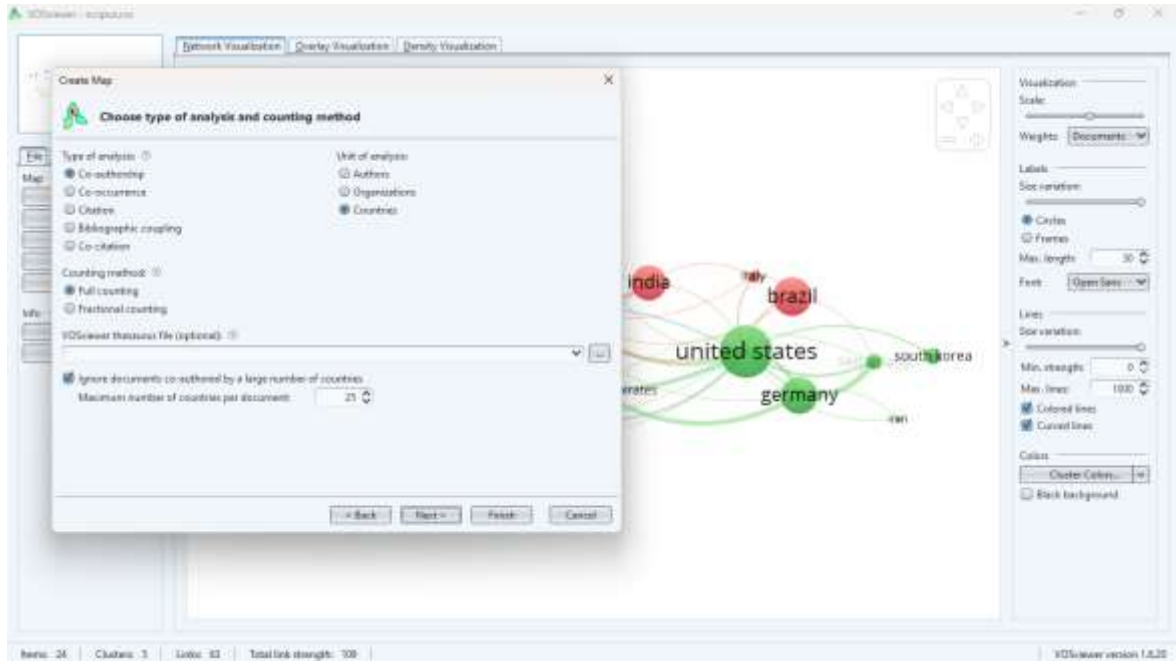 VOSviewer
Network Visualization Overlay Visualization Density Visualization
Create Map
Choose type of analysis and counting method
Type of analysis:
Co-authorship
Co-occurrence
Citation
Bibliographic coupling
Co-citation
Unit of analysis:
Authors
Organizations
Countries
Counting method:
Full counting
Fractional counting
VOSviewer thesaurus file (optional):
Ignore documents co-authored by a large number of countries
Maximum number of countries per document: 25
< Back Next > Finish Cancel
File
Map
Info
india
italy
brazil
united states
south korea
germany
iran
Visualization
Scale:
Weights: Documents
Labels
Size variation:
Circles
Frames
Max. length: 30
Font: Open Sans
Lines
Size variation:
Min. strength: 0
Max. lines: 1000
Colored lines
Curved lines
Colors
Cluster Colors...
Black background
Items: 24 Clusters: 3 Links: 63 Total link strength: 109
VOSviewer version 1.6.20